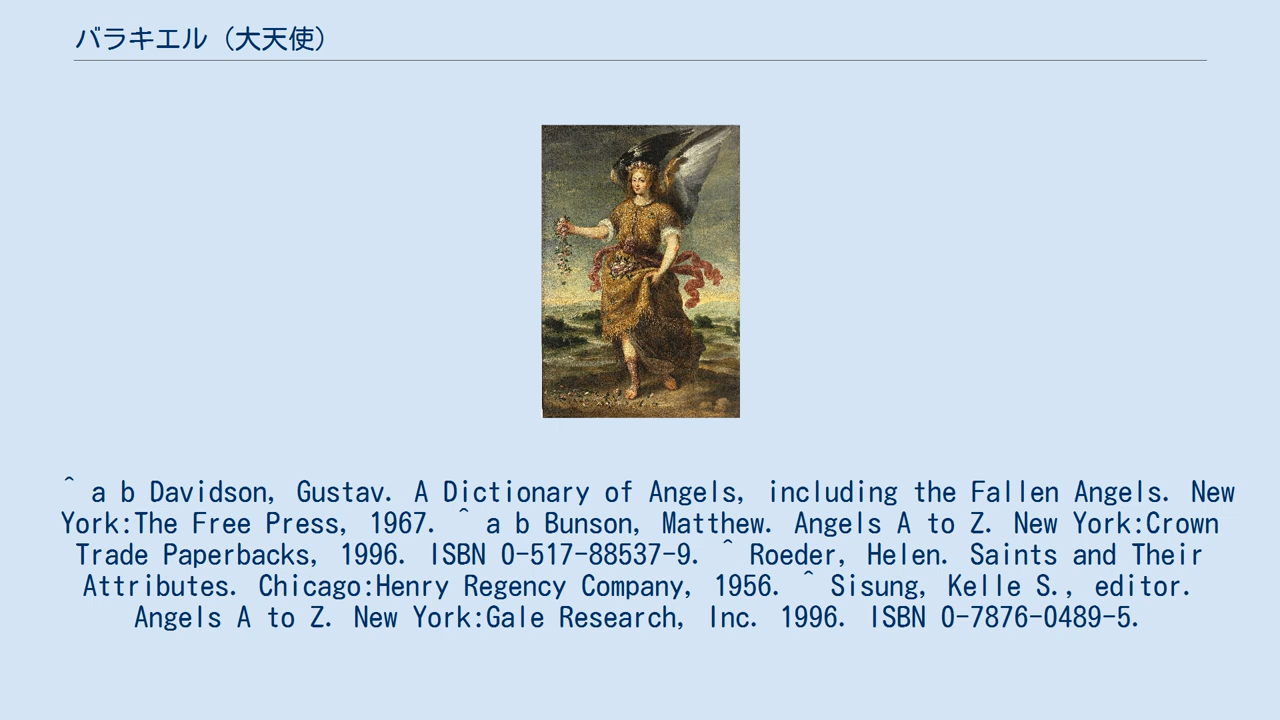 バラキエル（大天使）
^ a b Davidson, Gustav. A Dictionary of Angels, including the Fallen Angels. New
York:The Free Press, 1967. ^ a b Bunson, Matthew. Angels A to Z. New York:Crown
Trade Paperbacks, 1996. ISBN 0-517-88537-9. ^ Roeder, Helen. Saints and Their
Attributes. Chicago:Henry Regency Company, 1956. ^ Sisung, Kelle S., editor.
Angels A to Z. New York:Gale Research, Inc. 1996. ISBN 0-7876-0489-5.